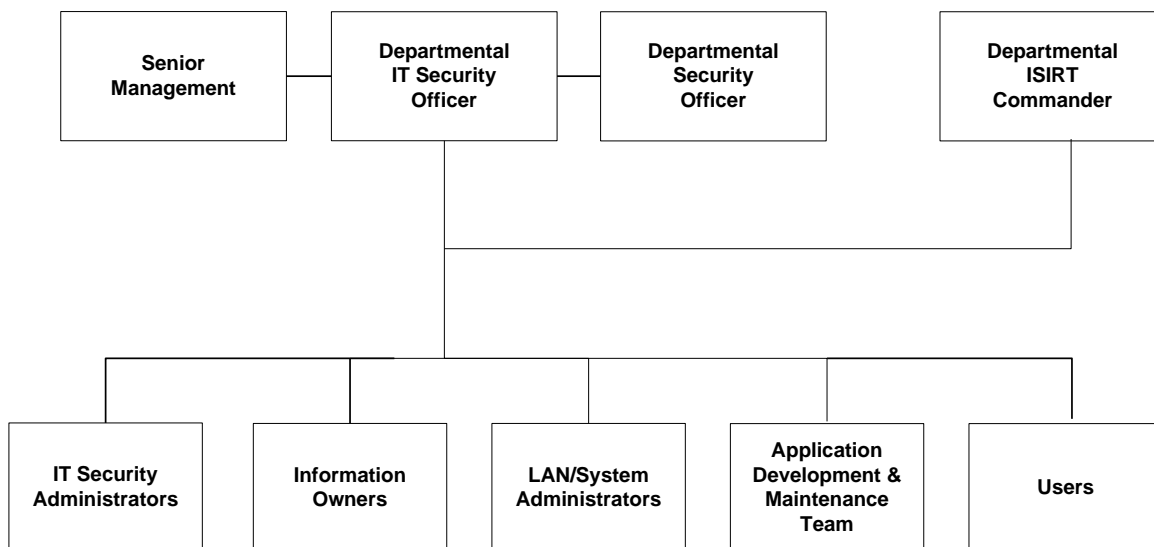 Senior
Management
Departmental
IT Security
Officer
Departmental
Security
Officer
Departmental
ISIRT
Commander
IT Security
Administrators
Information
Owners
LAN/System
Administrators
Application
Development &
Maintenance
Team
Users